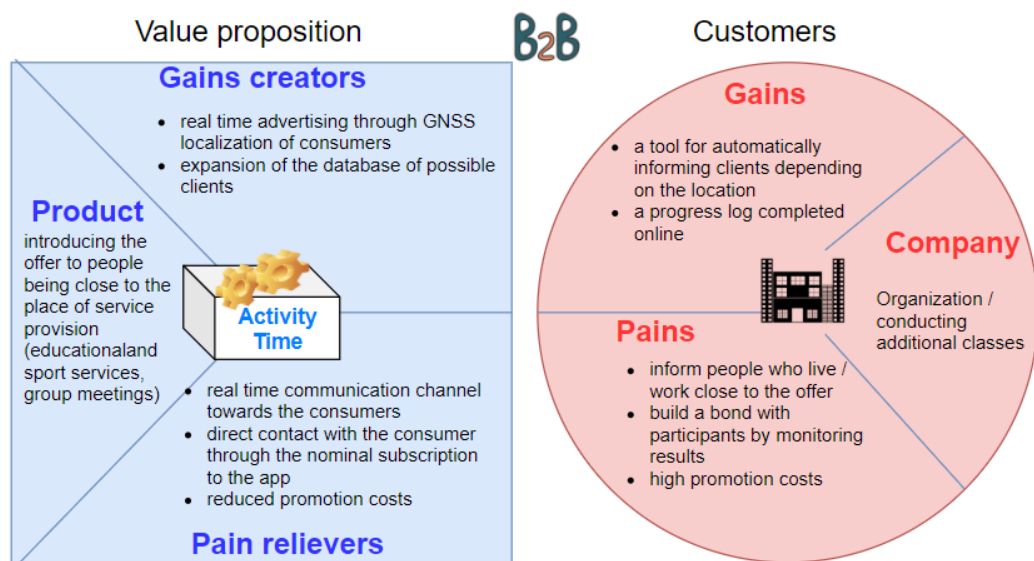 Value proposition
B2B
Customers
Gains creators
• real time advertising through GNSS
localization of consumers
• expansion of the database of possible
clients
Product
introducing the
offer to people
being close to the
place of service
provision
(educationaland
sport services,
group meetings)
Activity
Time
• real time communication channel
towards the consumers
• direct contact with the consumer
through the nominal subscription
to the app
• reduced promotion costs
Pain relievers
Gains
• a tool for automatically
informing clients depending
on the location
• a progress log completed
online
Company
Organization /
conducting
additional classes
Pains
• inform people who live /
work close to the offer
• build a bond with
participants by monitoring
results
• high promotion costs